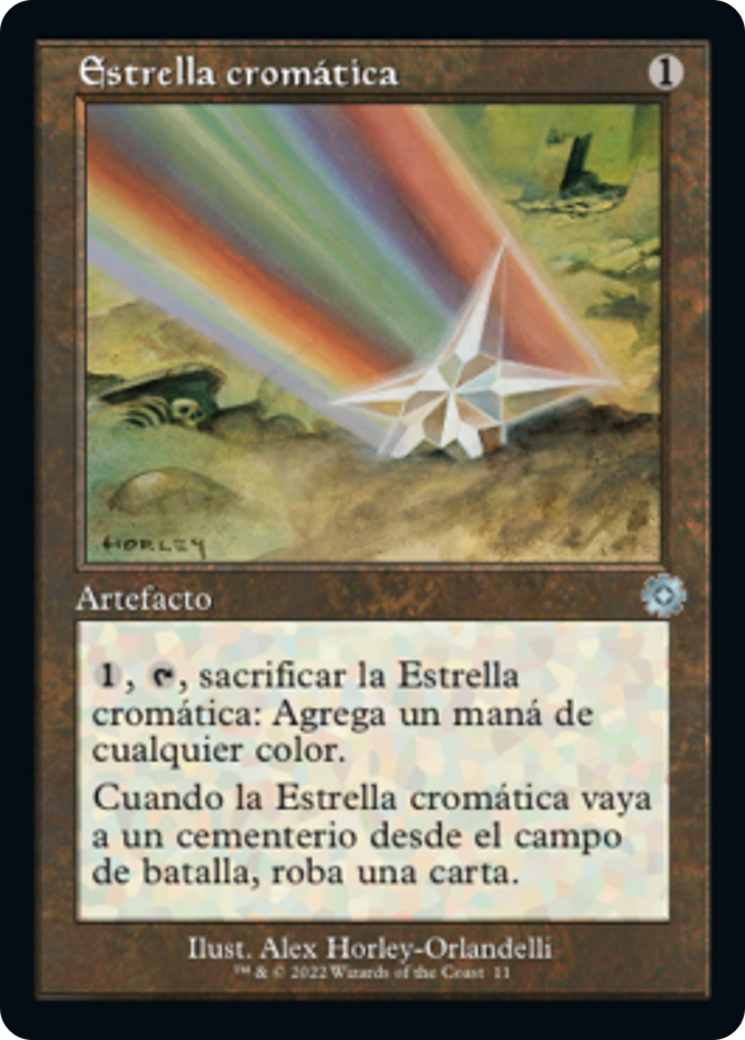 Estrella cromática 1
HORLEY
Artefacto
1, , sacrificar la Estrella
cromática: Agrega un maná de
cualquier color.
Cuando la Estrella cromática vaya
a un cementerio desde el campo
de batalla, roba una carta.
Ilust. Alex Horley-Orlandelli
™ & © 2022 Wizards of the Coast 11